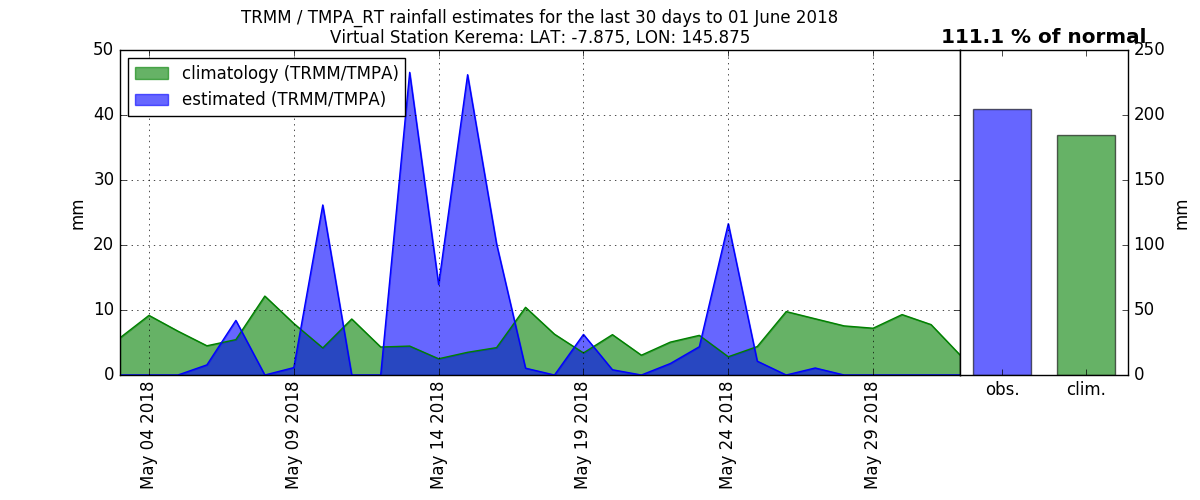 TRMM / TMPA_RT rainfall estimates for the last 30 days to 01 June 2018
Virtual Station Kerema: LAT: -7.875, LON: 145.875
111.1 % of normal
climatology (TRMM/TMPA)
estimated (TRMM/TMPA)
50
40
30
20
10
0
mm
May 04 2018
May 09 2018
May 14 2018
May 19 2018
May 24 2018
May 29 2018
250
200
150
100
50
0
mm
obs.
clim.